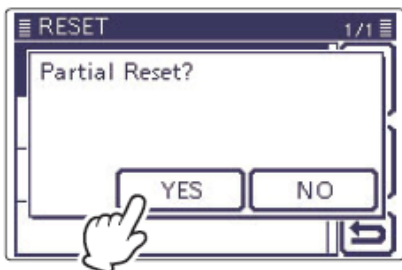 RESET 1/1
Partial Reset?
YES NO